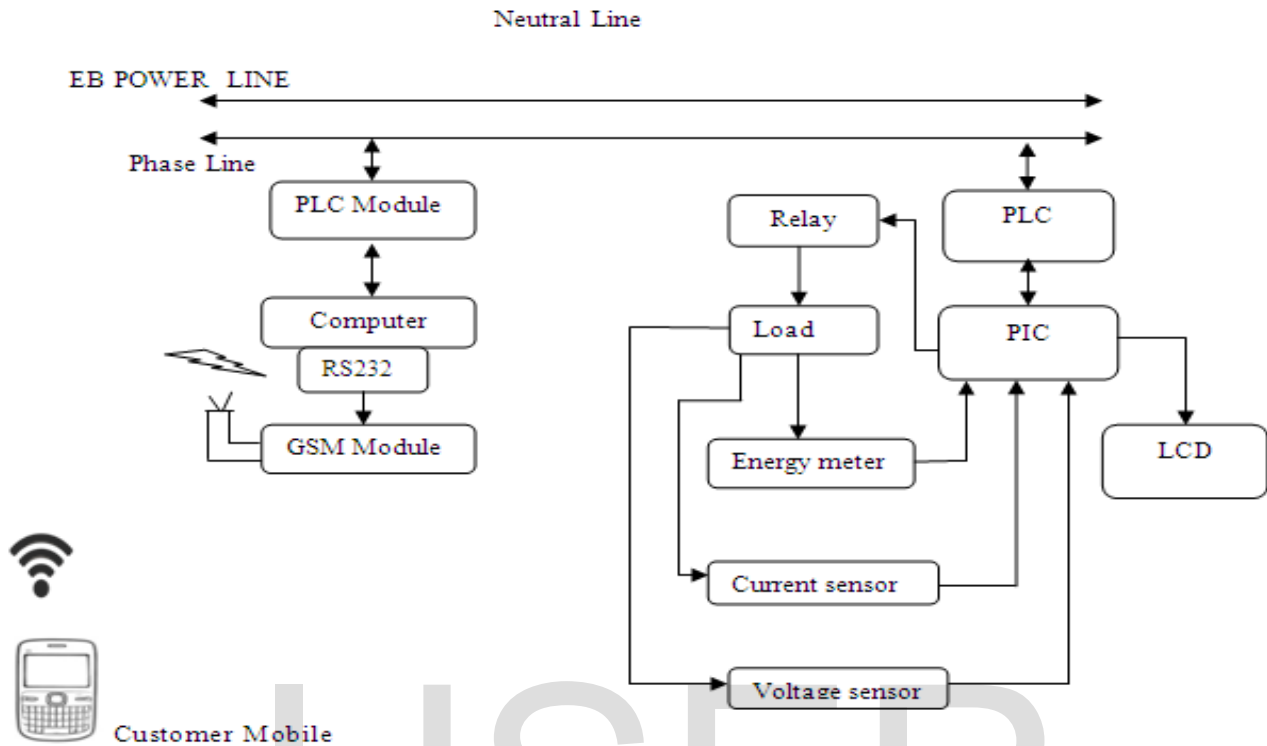 Neutral Line
EB POWER LINE
Phase Line
PLC Module
Relay
PLC
Computer
Load
PIC
RS232
GSM Module
Energy meter
LCD
Current sensor
Voltage sensor
Customer Mobile